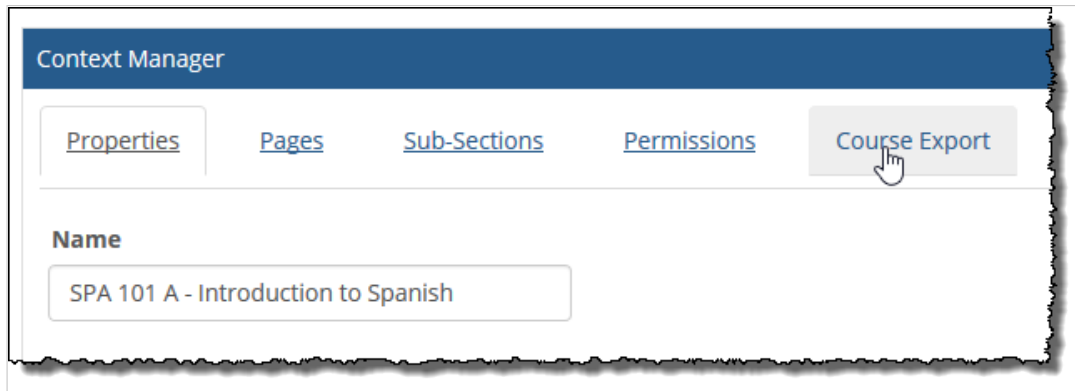 Context Manager
Properties Pages Sub-Sections Permissions Course Export
Name
SPA 101 A - Introduction to Spanish